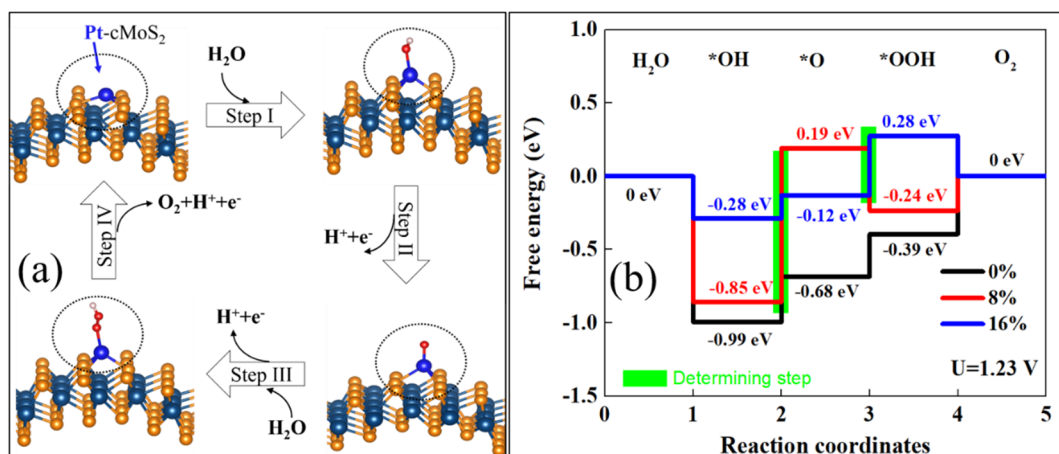 Pt-cMoS₂
H₂O
Step I
Step II
H⁺+e⁻
H₂O
Step III
H⁺+e⁻
Step IV
O₂+H⁺+e⁻
(a)
Free energy (eV)
1.0
0.5
0.0
-0.5
-1.0
-1.5
H₂O *OH *O *OOH O₂
0.19 eV
0.28 eV
0 eV
0 eV
-0.28 eV
-0.12 eV
-0.24 eV
-0.85 eV
-0.68 eV
-0.39 eV
-0.99 eV
(b)
0%
8%
16%
Determining step
U=1.23 V
0 1 2 3 4 5
Reaction coordinates